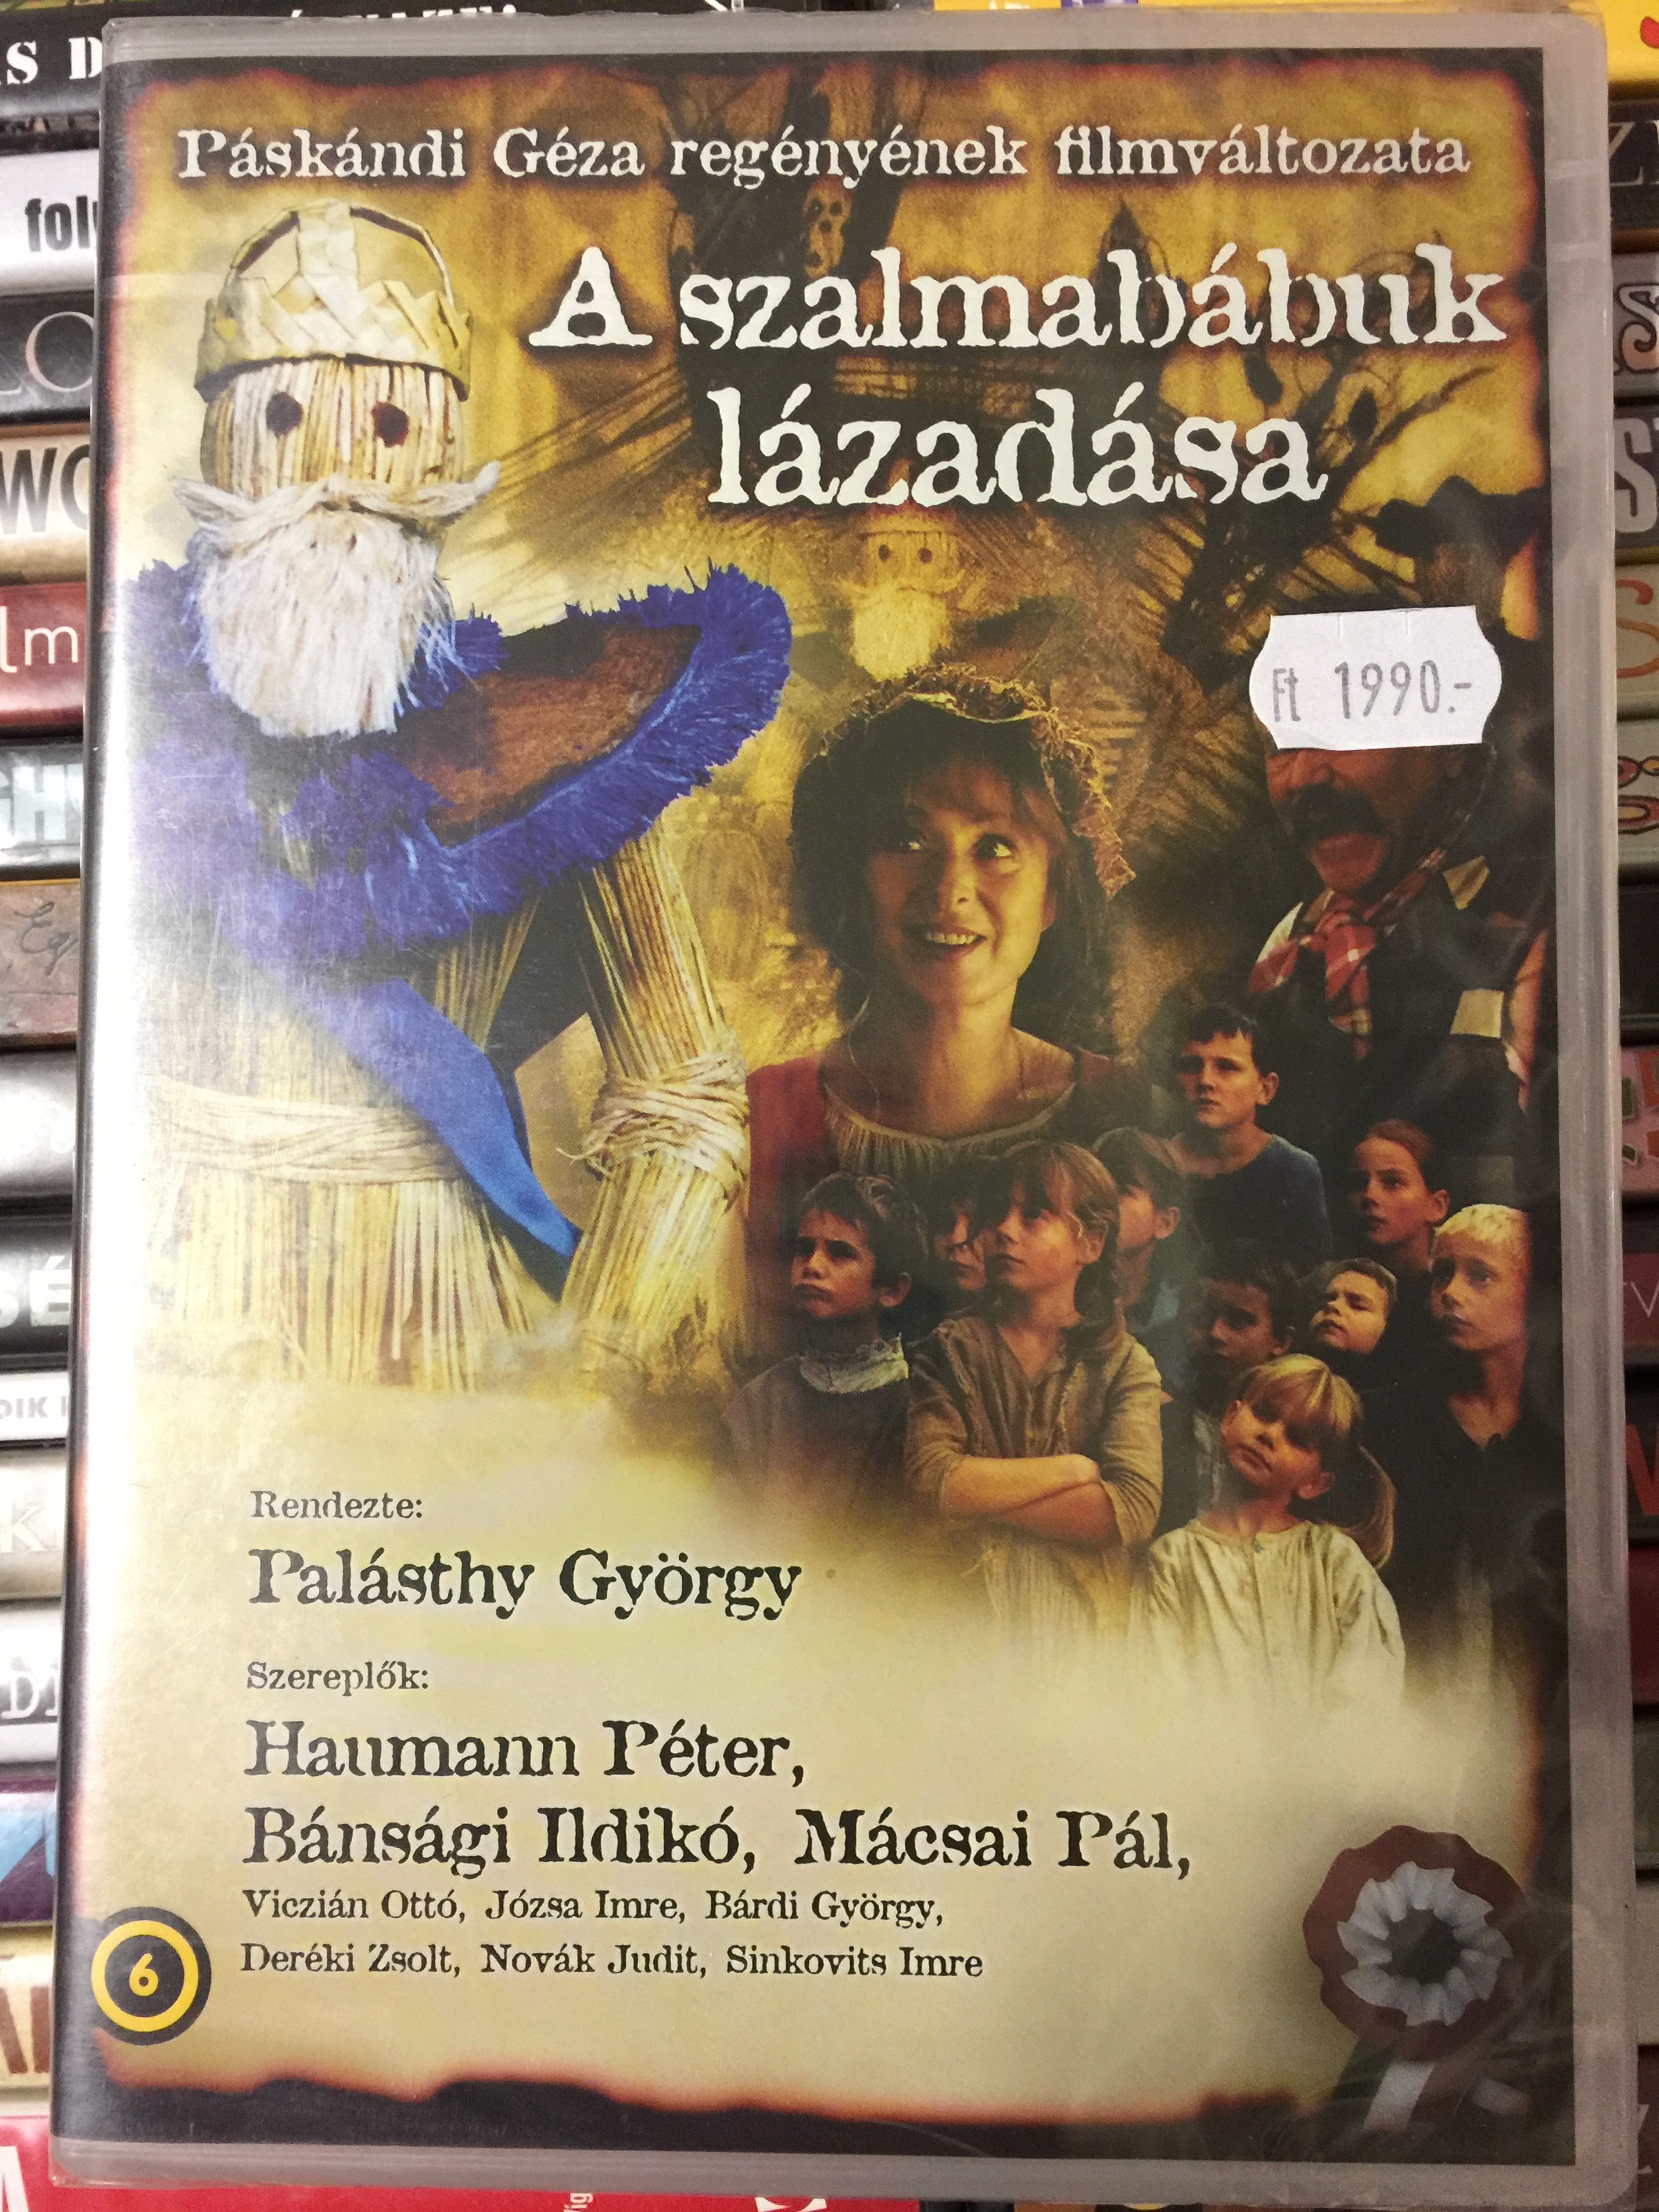 Páskándi Géza regényének filmváltozata
A szalmabábuk
lázadása
Ft 1990.-
Rendezte:
Palásthy György
Szereplők:
Haumann Péter,
Bánsági Ildikó, Mácsai Pál,
Viczián Ottó, Józsa Imre, Bárdi György,
Deréki Zsolt, Novák Judit, Sinkovits Imre
6